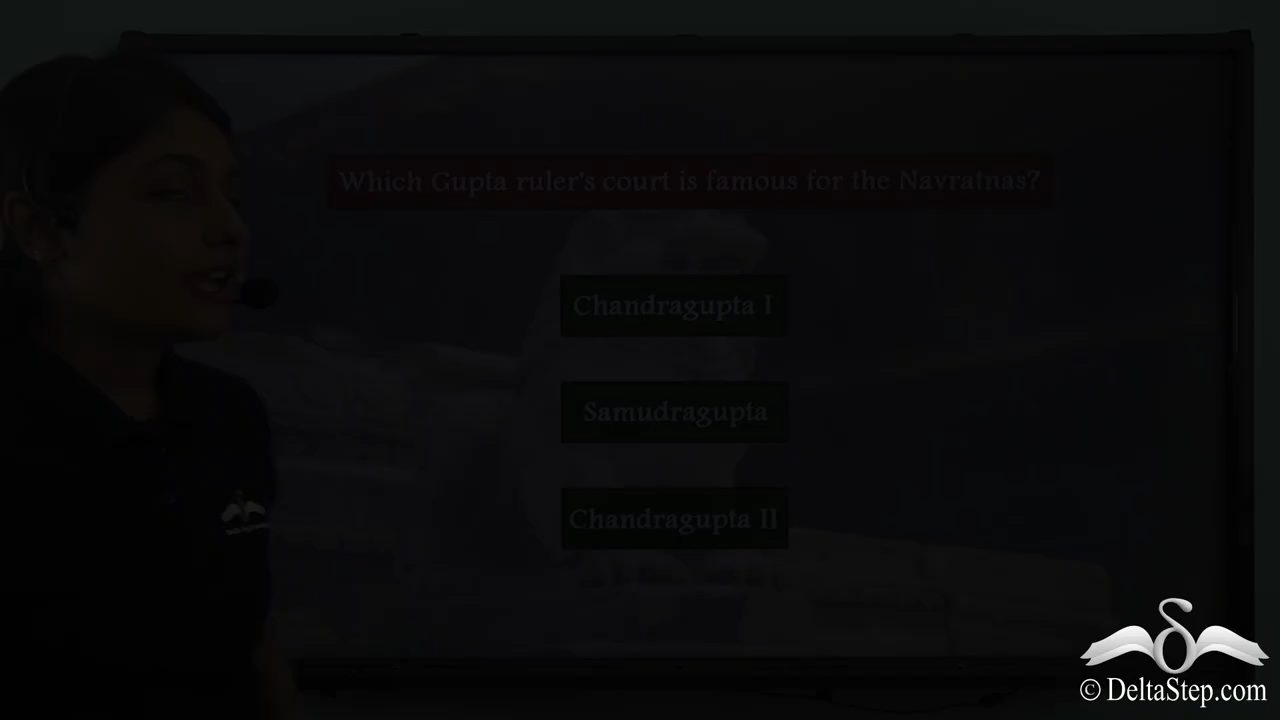 Which Gupta ruler's court is famous for the Navratnas?
Chandragupta I
Samudragupta
Chandragupta II
© DeltaStep.com